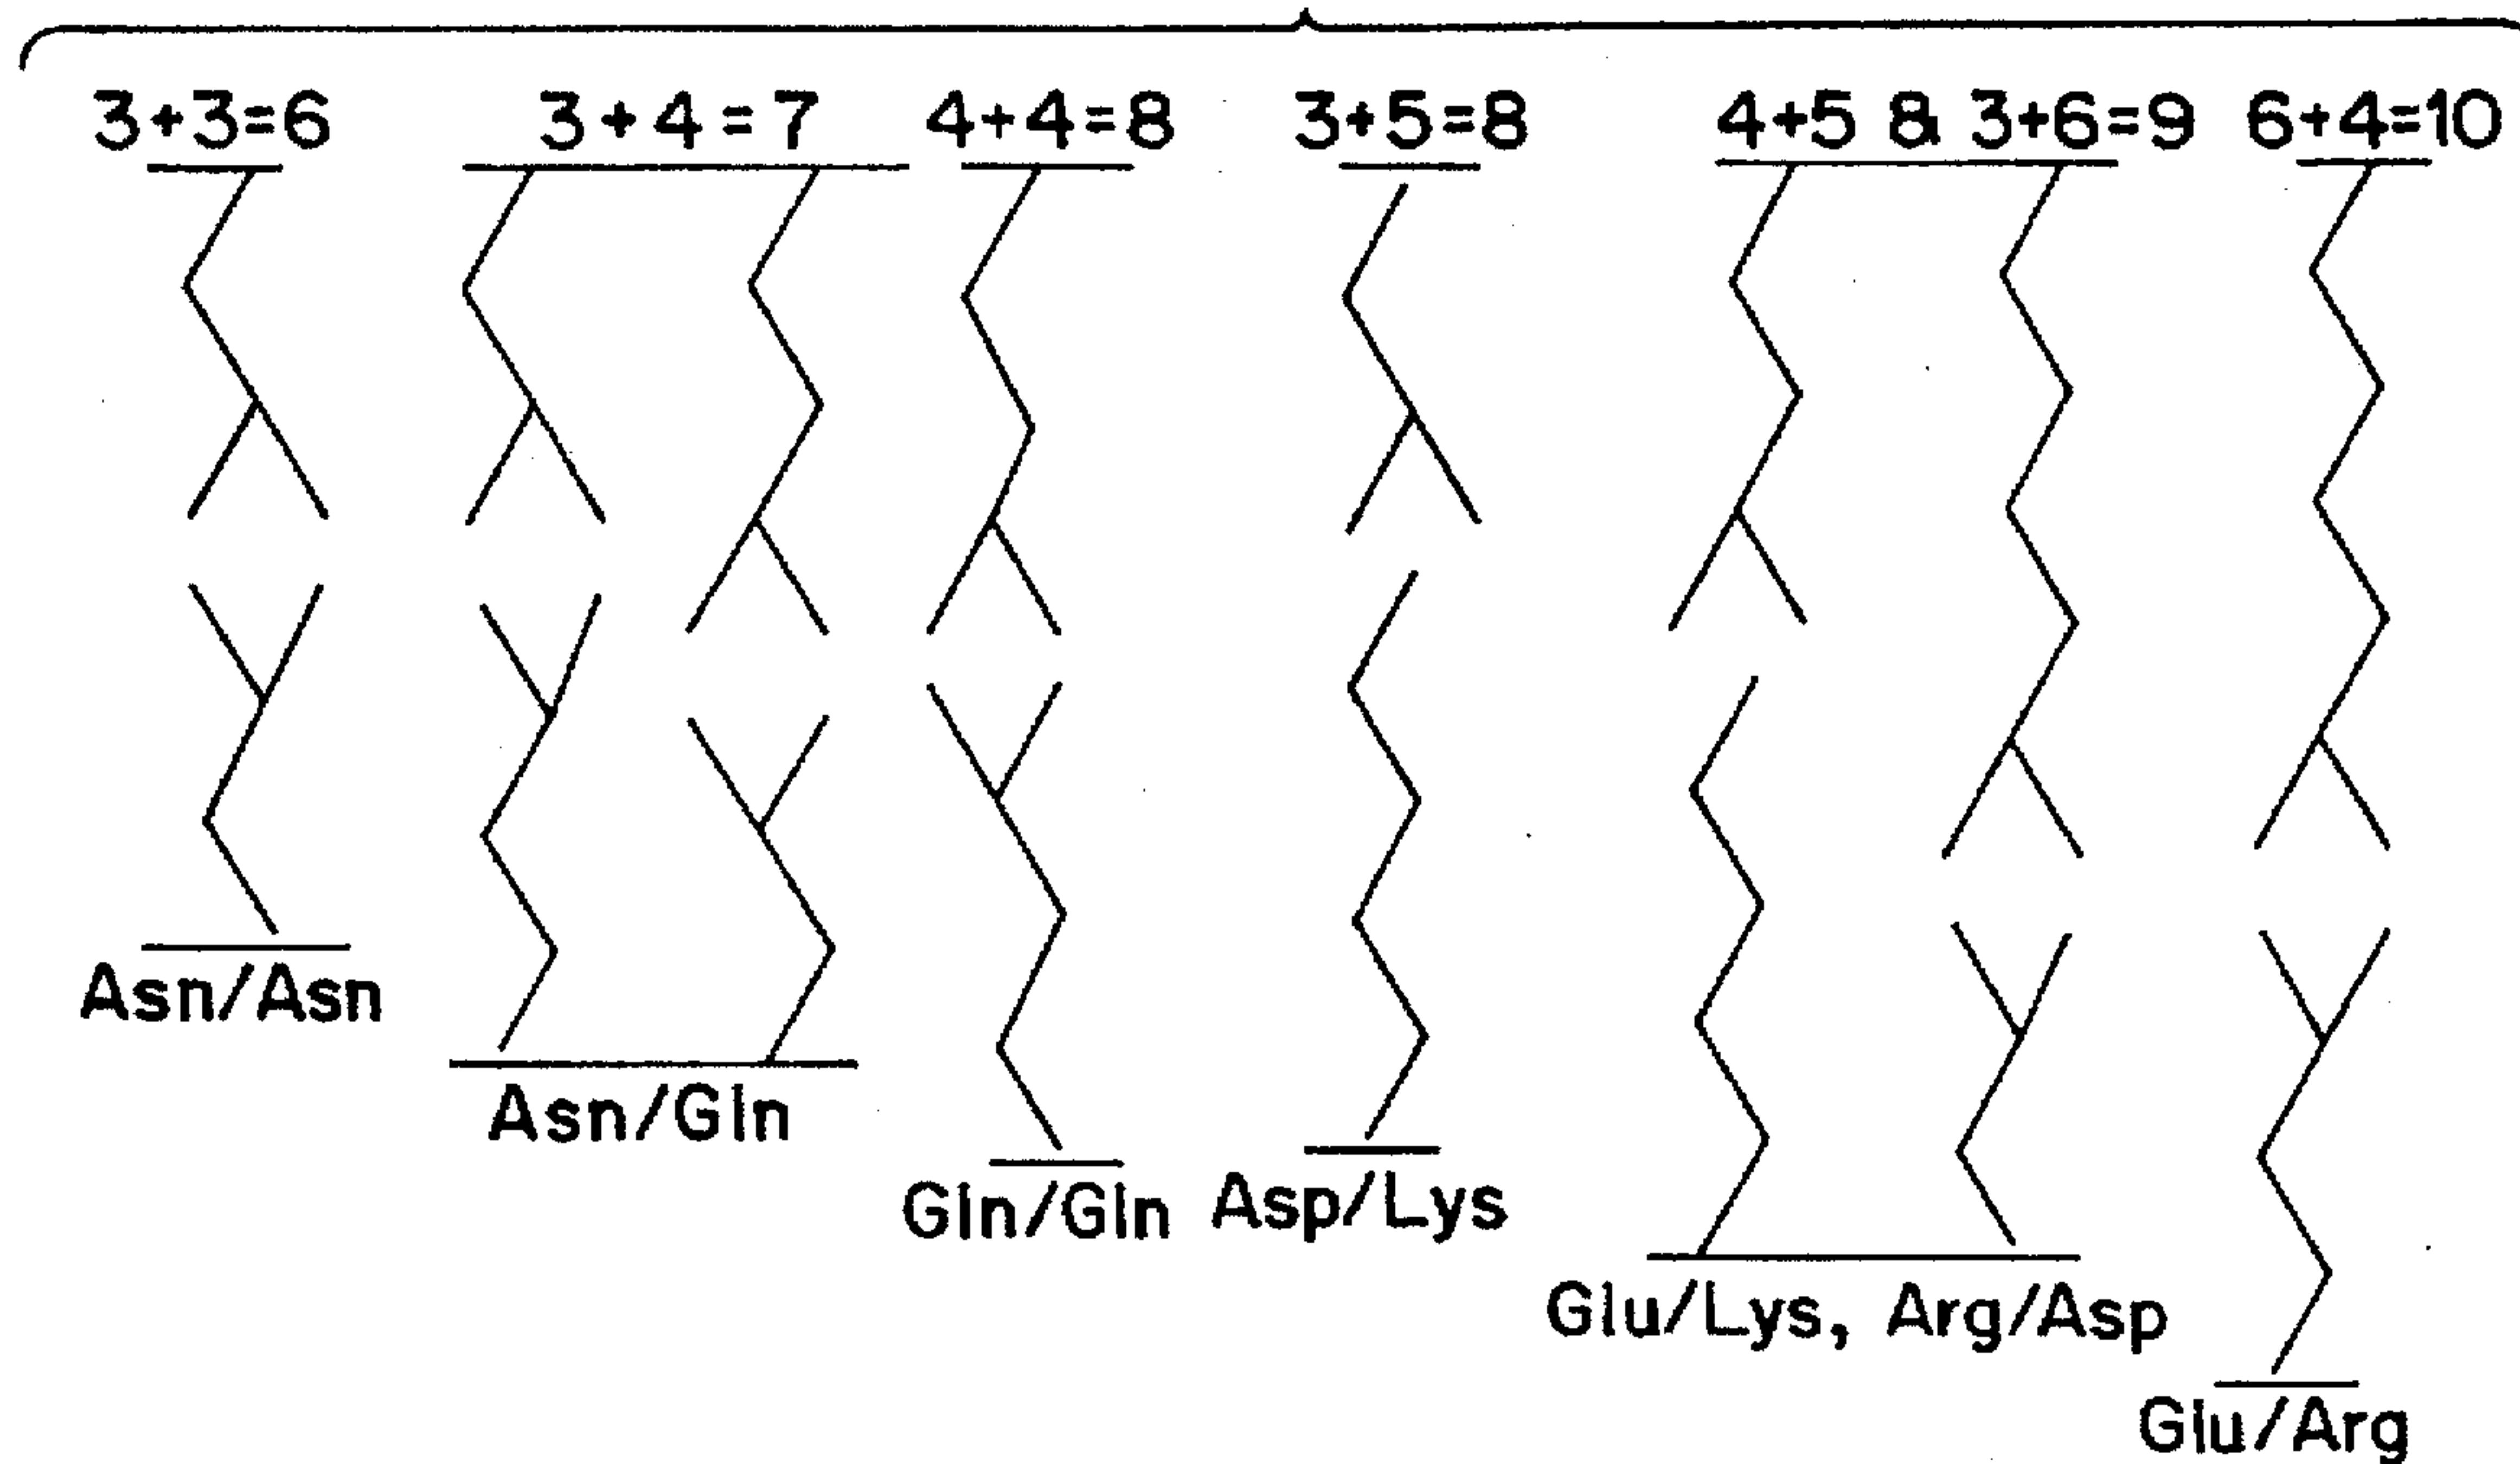 3+3=6 3+4=7 4+4=8 3+5=8 4+5 & 3+6=9 6+4=10
Asn/Asn
Asn/Gln
Gln/Gln Asp/Lys
Glu/Lys, Arg/Asp
Glu/Arg